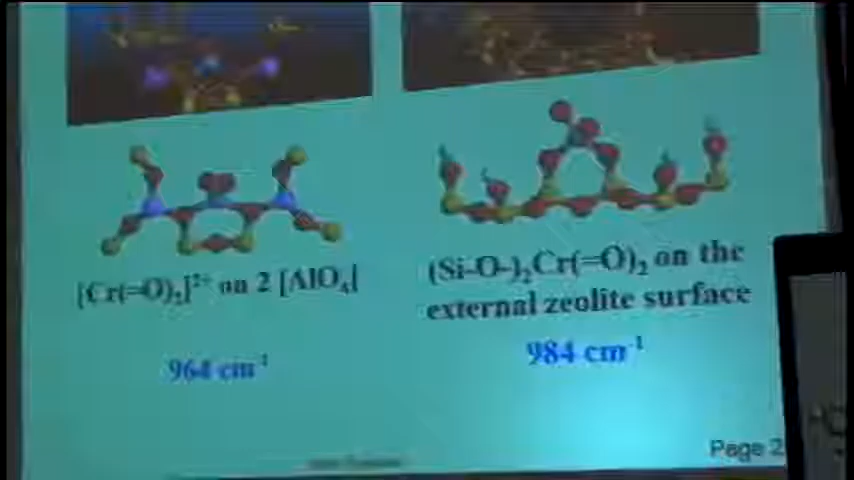 [Cr(=O)₂]²⁺ on 2 [AlO₄]
964 cm⁻¹
(Si-O-)₂Cr(=O)₂ on the
external zeolite surface
984 cm⁻¹
Page 2
HO